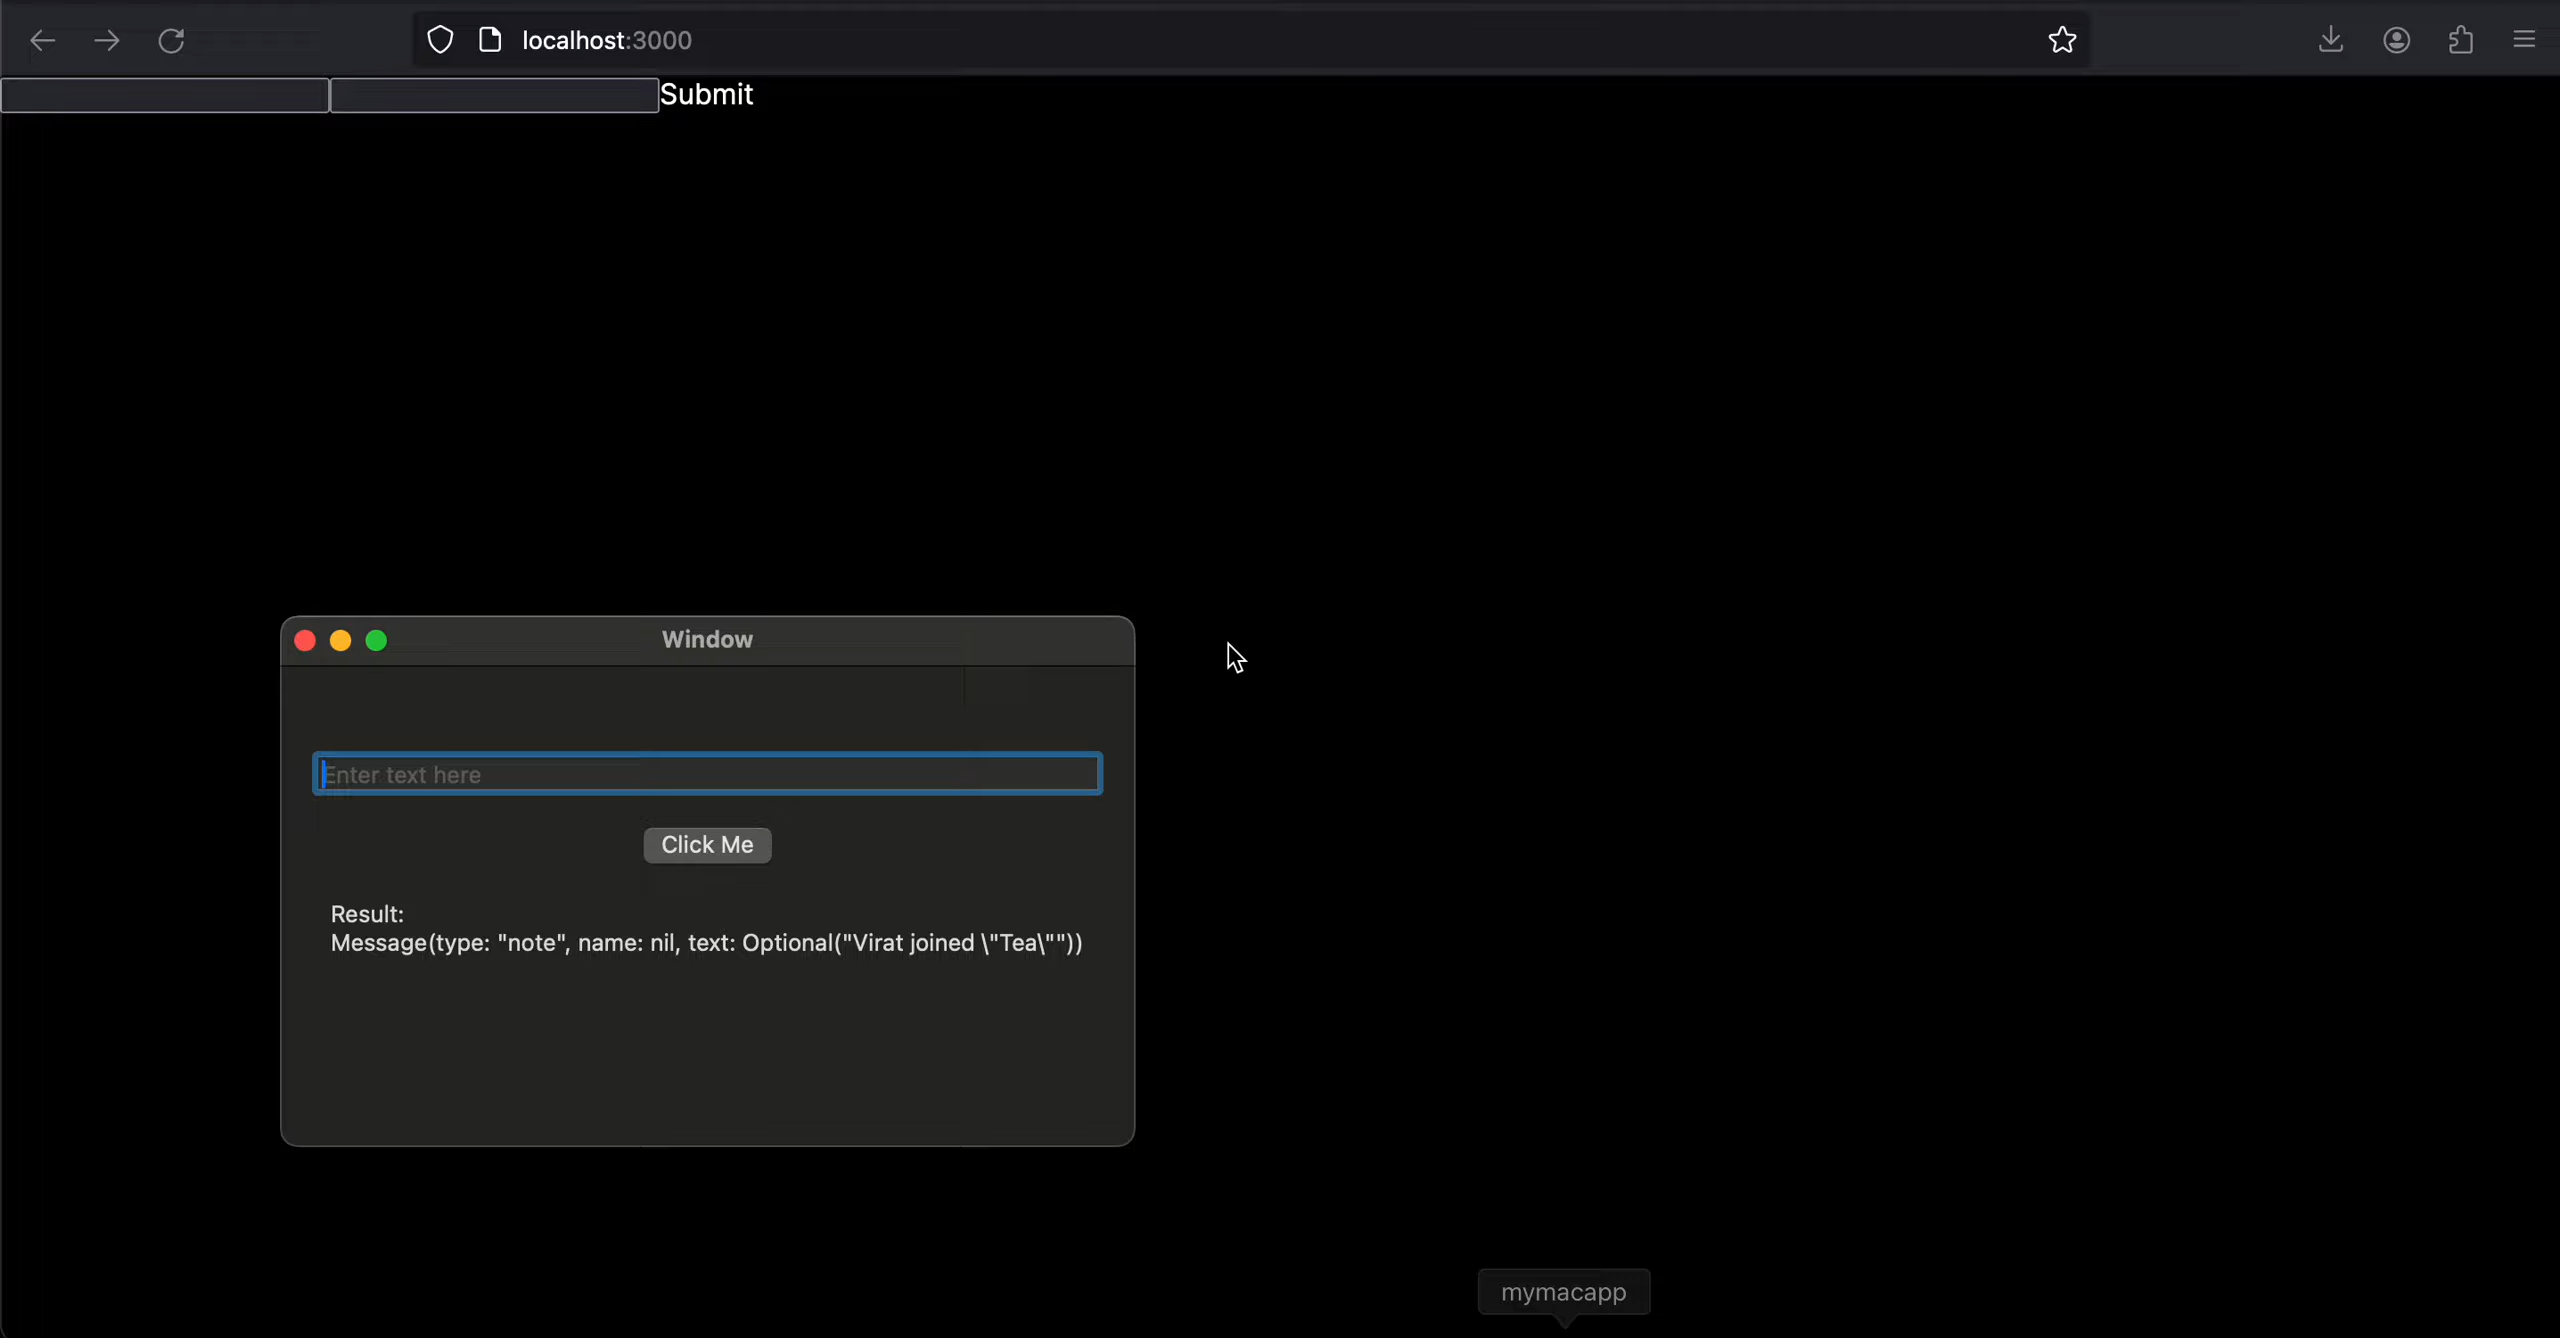 localhost:3000
Submit
Window
Enter text here
Click Me
Result:
Message(type: "note", name: nil, text: Optional("Virat joined \"Tea\""))
mymacapp